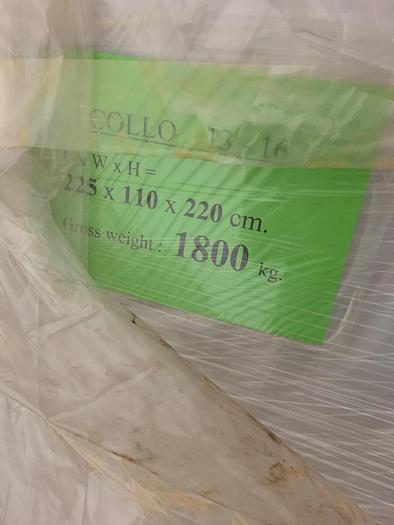 COLLO 13 / 16
L x W x H =
225 x 110 x 220 cm.
Gross weight : 1800 kg.